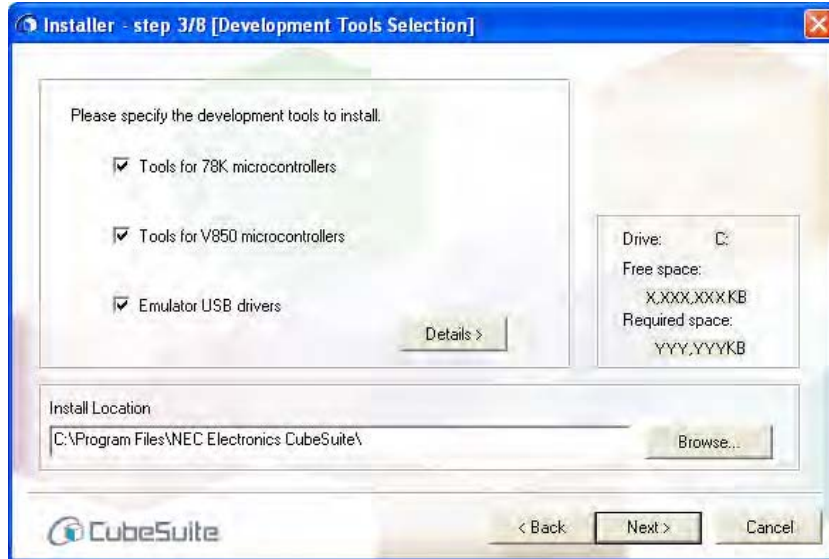 Installer - step 3/8 [Development Tools Selection]
Please specify the development tools to install.
Tools for 78K microcontrollers
Tools for V850 microcontrollers
Emulator USB drivers
Details >
Drive: C:
Free space:
X,XXX,XXX KB
Required space:
YYY,YYYKB
Install Location
C:\Program Files\NEC Electronics CubeSuite\
Browse...
CubeSuite
< Back
Next >
Cancel